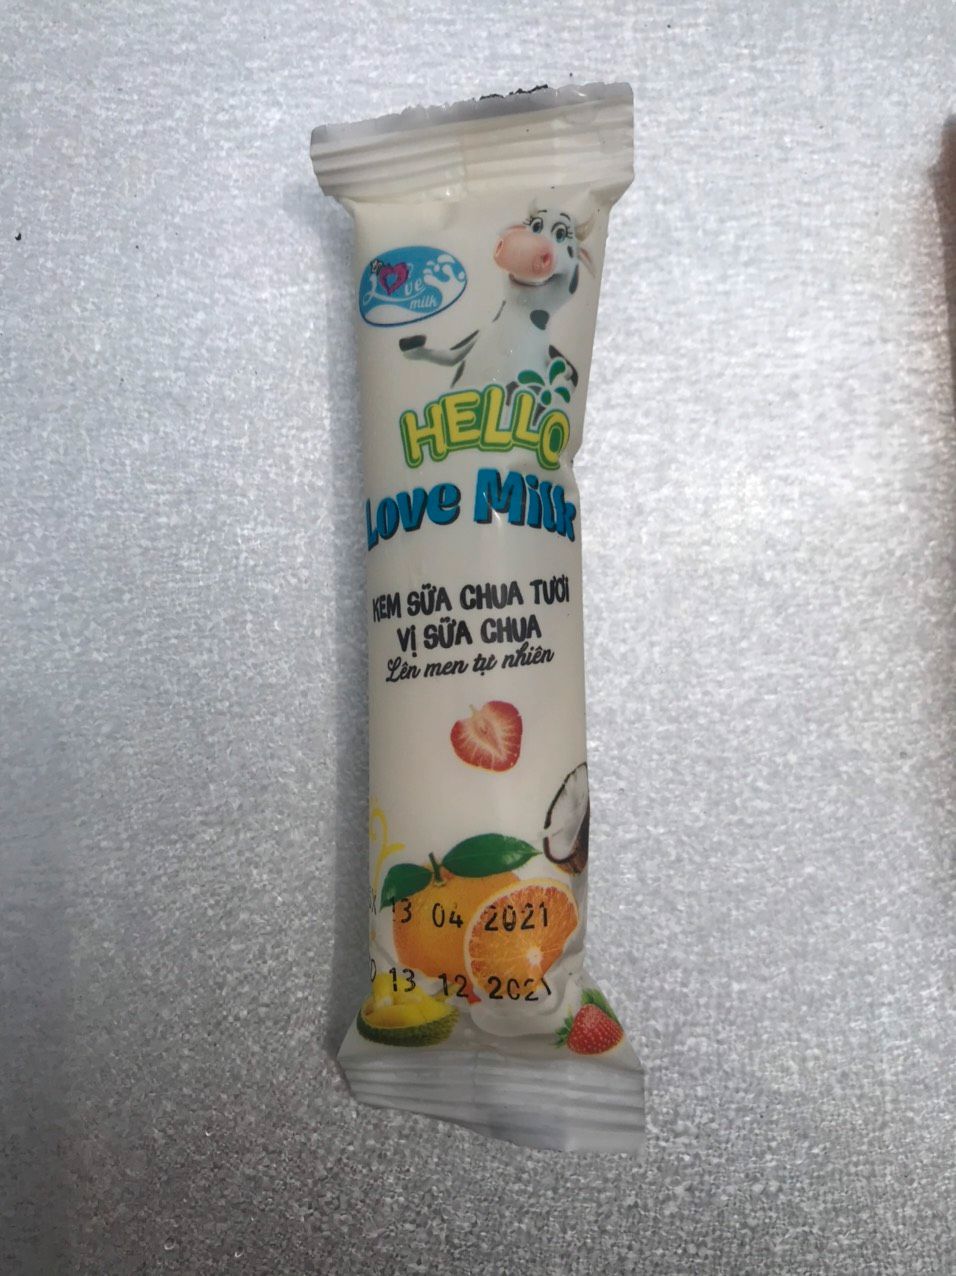 Love
milk
HELLO
Love Milk
KEM SỮA CHUA TƯƠI
VỊ SỮA CHUA
Lên men tự nhiên
13 04 2021
13 12 2021